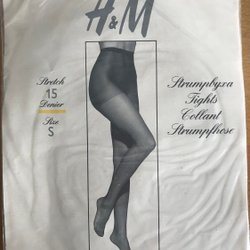 H&M
Stretch
15
Denier
Size
S
Strumpbyxa
Tights
Collant
Strumpfhose